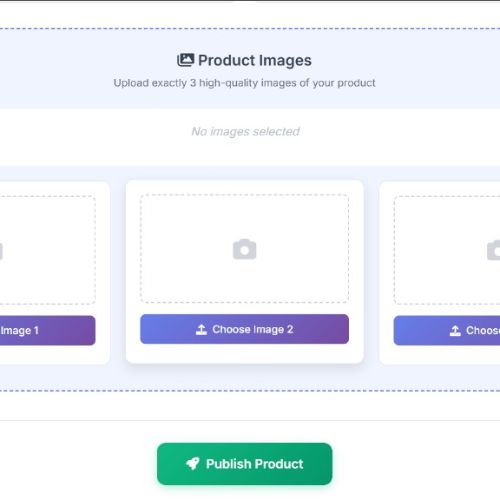 Product Images
Upload exactly 3 high-quality images of your product
No images selected
Image 1
Choose Image 2
Choose
Publish Product